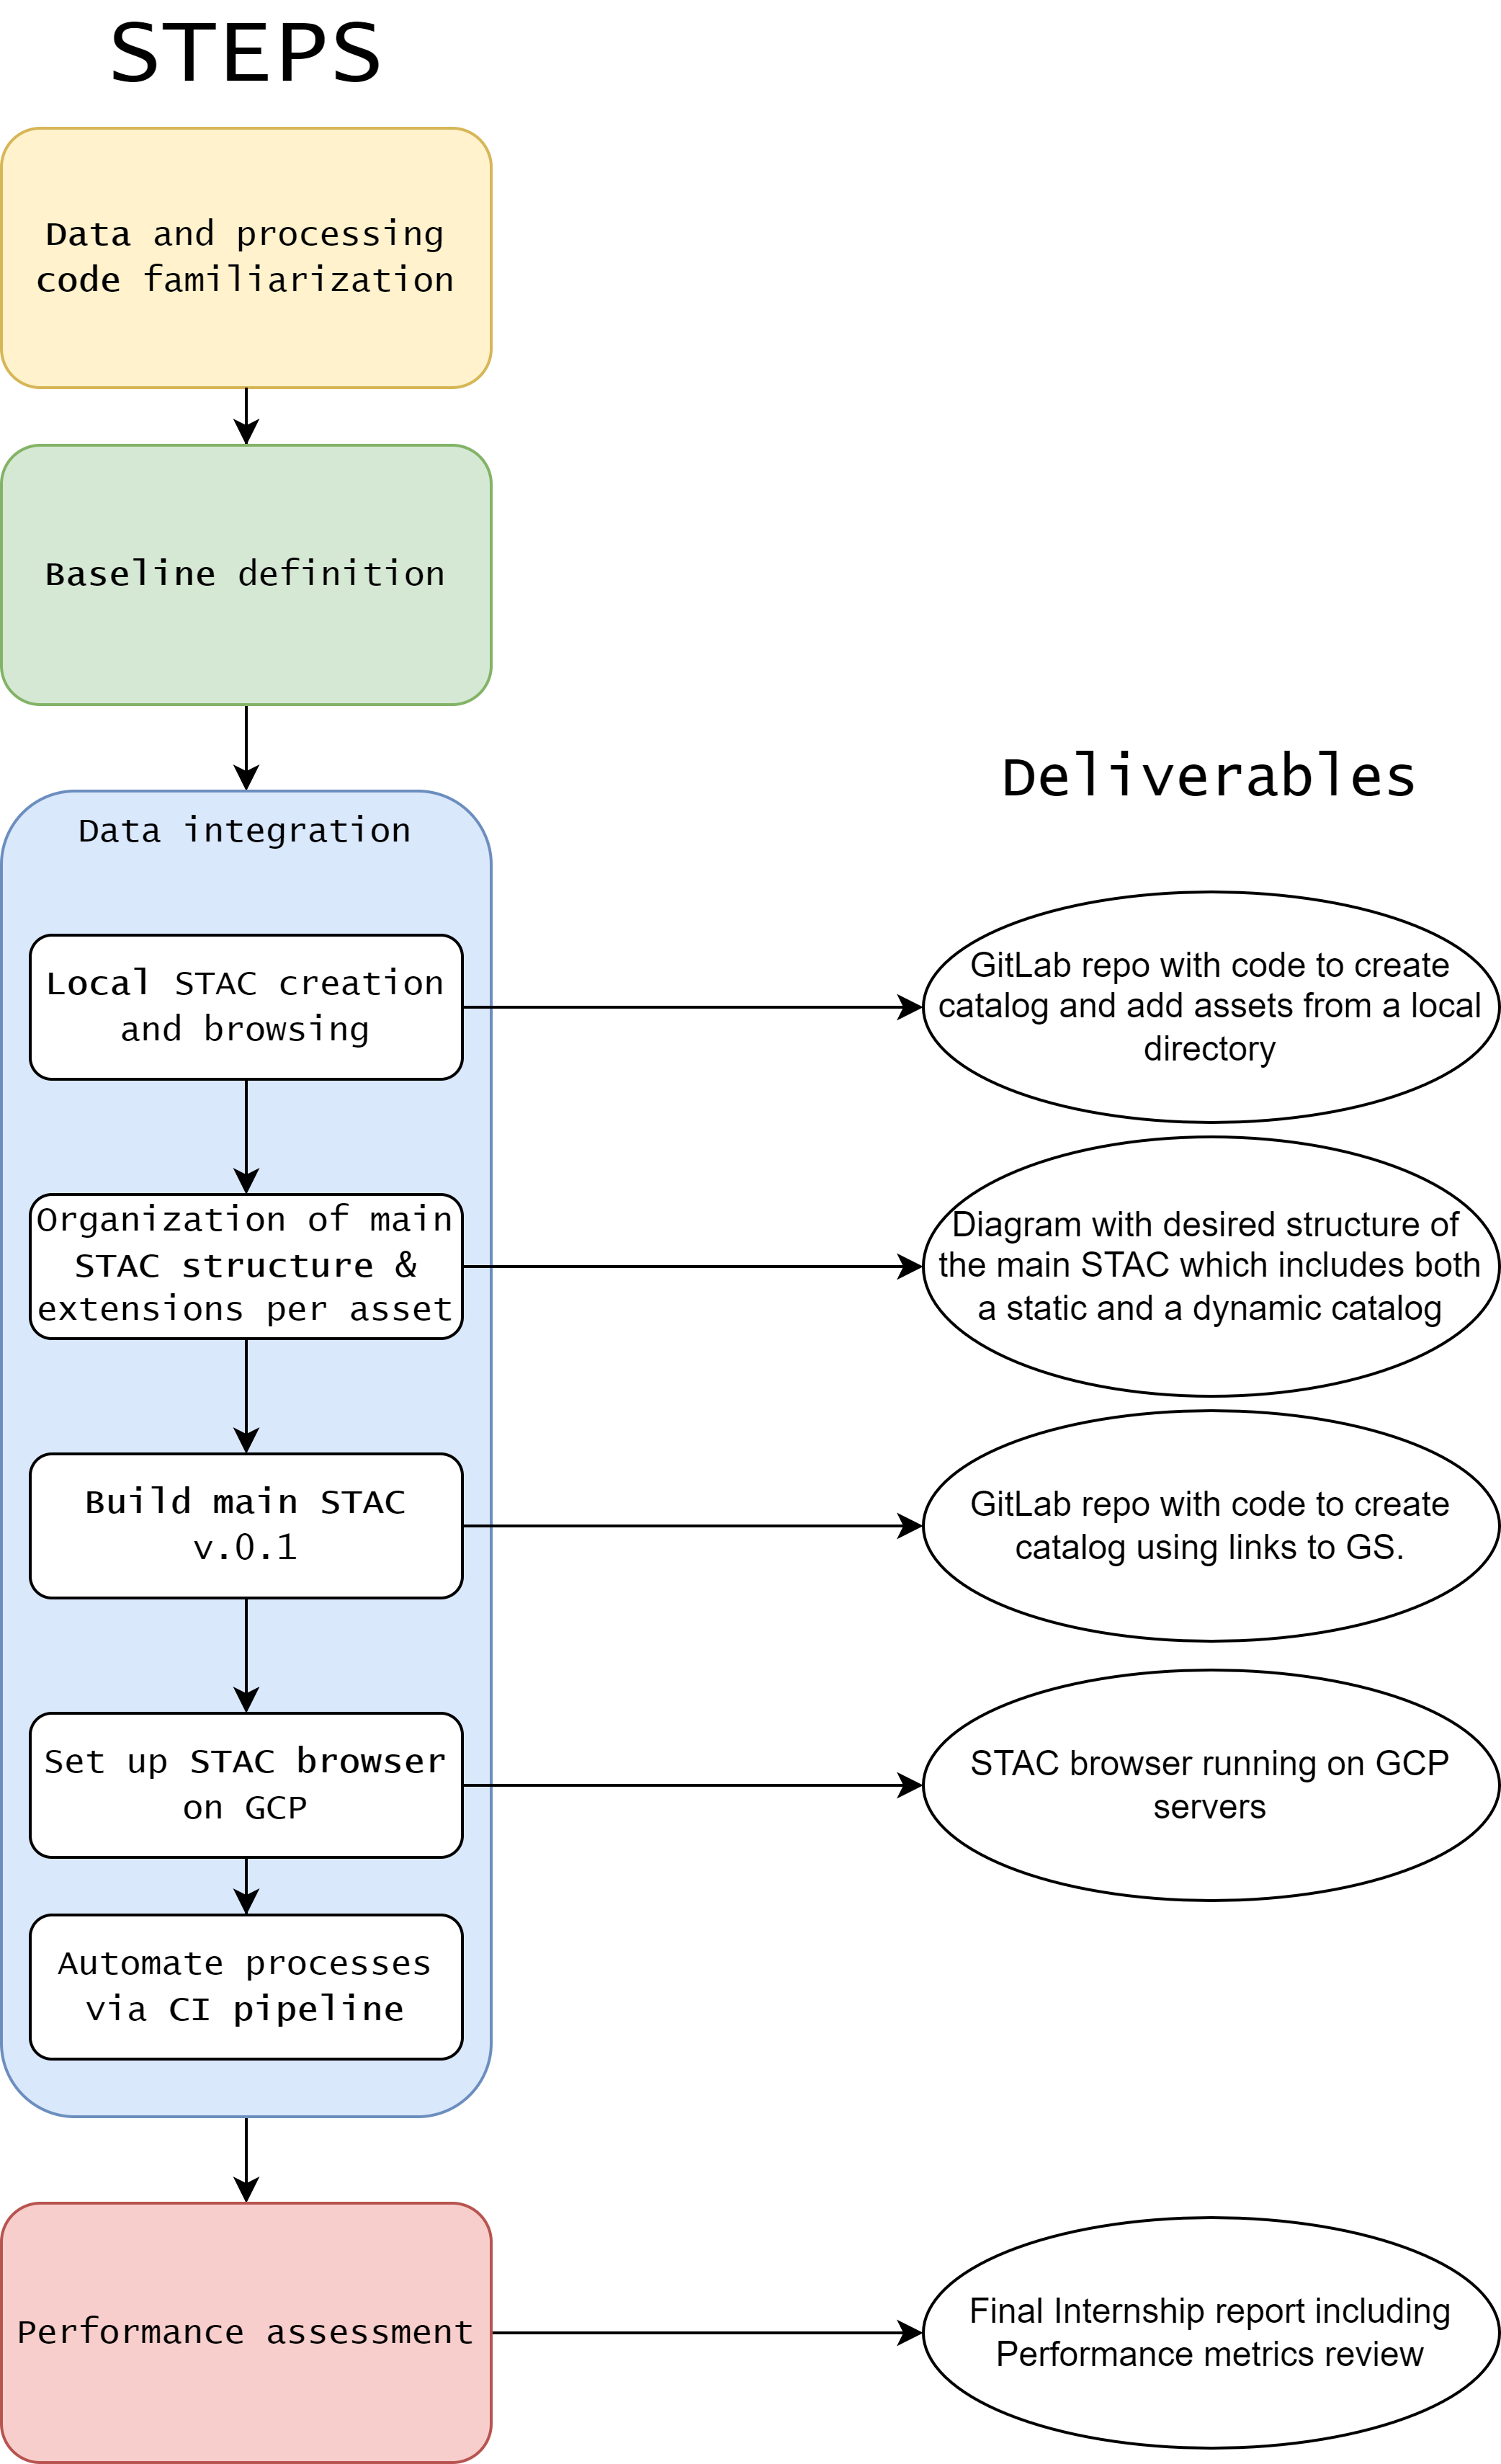 STEPS
Data and processing
code familiarization
Baseline definition
Data integration
Local STAC creation
and browsing
Organization of main
STAC structure &
extensions per asset
Build main STAC
v.0.1
Set up STAC browser
on GCP
Automate processes
via CI pipeline
Performance assessment
Deliverables
GitLab repo with code to create
catalog and add assets from a local
directory
Diagram with desired structure of
the main STAC which includes both
a static and a dynamic catalog
GitLab repo with code to create
catalog using links to GS.
STAC browser running on GCP
servers
Final Internship report including
Performance metrics review